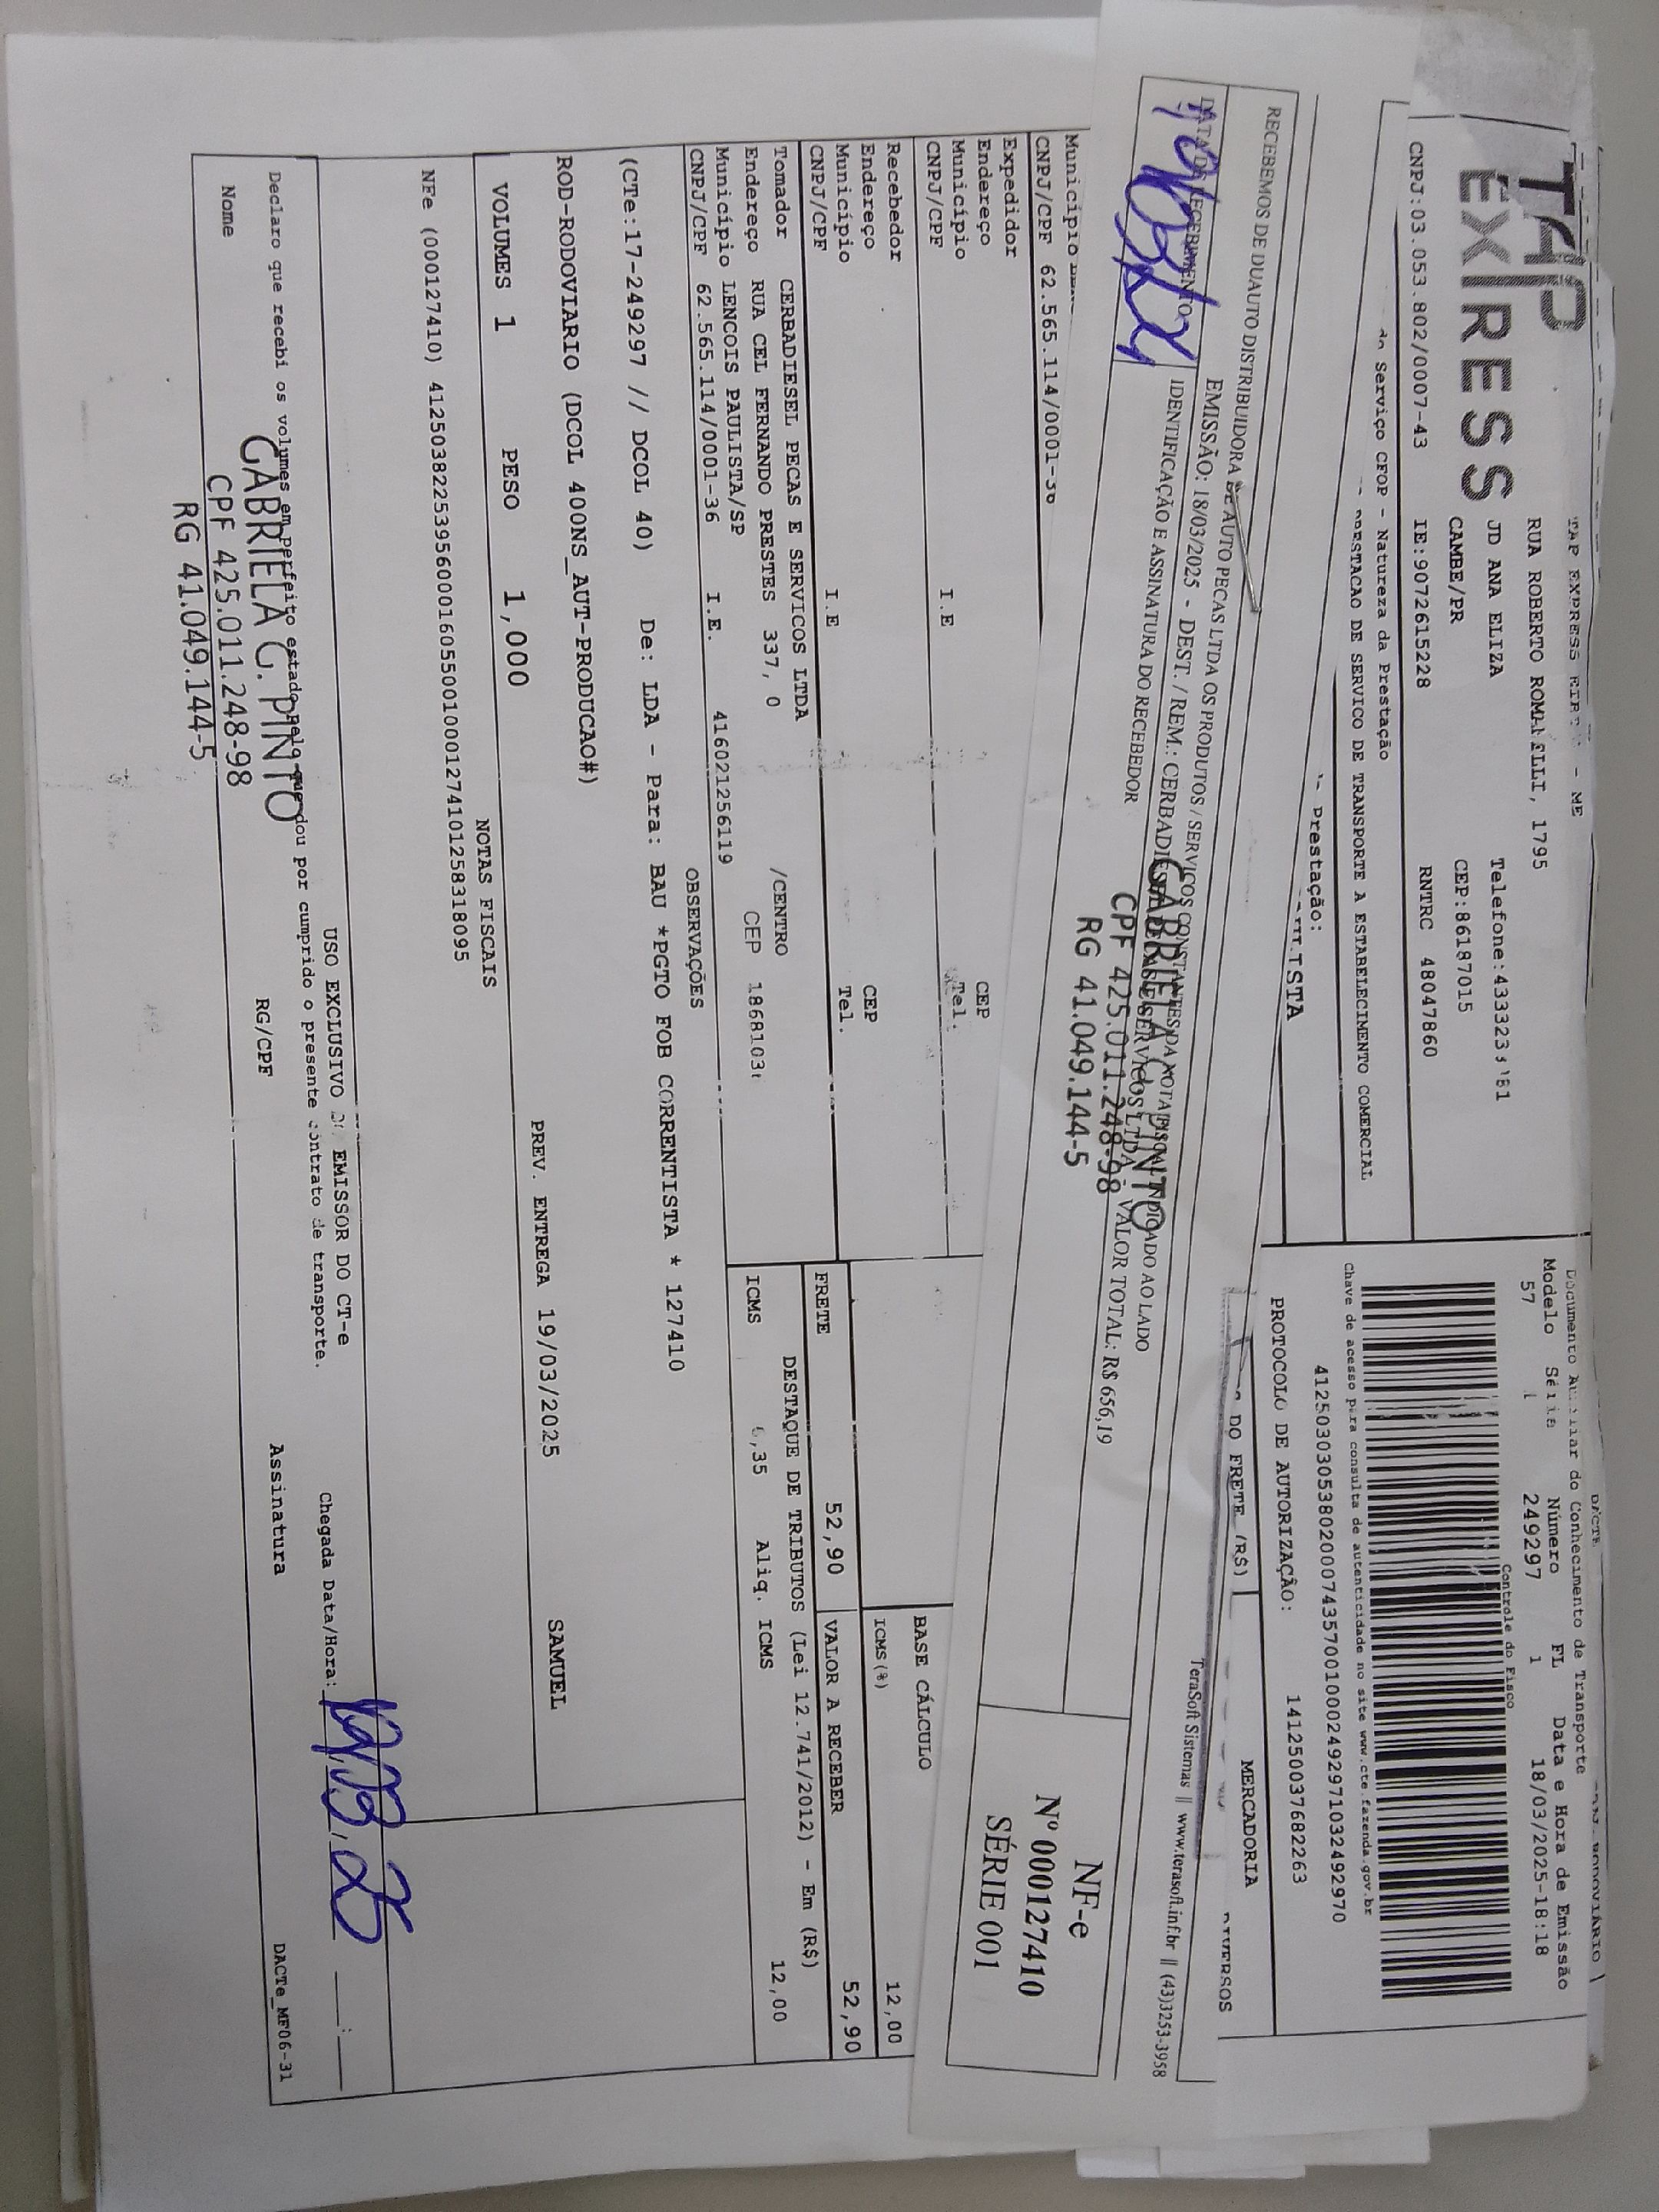 TAP
EXPRESS
RUA ROBERTO ROMANELLI, 1795
JD ANA ELIZA
CAMBE/PR
CEP:86187015
CNPJ:03.053.802/0007-43 IE:9072615228 RNTRC 48047860
DACTE
Documento Auxiliar do Conhecimento de Transporte
Modelo Série Número FL Data e Hora de Emissão
57 1 249297 1 18/03/2025-18:18
Controle do Fisco
Chave de acesso para consulta de autenticidade no site www.cte.fazenda.gov.br
PROTOCOLO DE AUTORIZAÇÃO: 141250037682263
do Serviço CFOP - Natureza da Prestação
PRESTACAO DE SERVICO DE TRANSPORTE A ESTABELECIMENTO COMERCIAL
Prestação:
DO FRETE (R$) MERCADORIA
DIVERSOS
TeraSoft Sistemas || www.terasoft.inf.br || (43)3253-3958
RECEBEMOS DE DUAUTO DISTRIBUIDORA DE AUTO PECAS LTDA OS PRODUTOS / SERVIÇOS CONSTANTES DA NOTA FISCAL INDICADO AO LADO
EMISSÃO: 18/03/2025 - DEST. / REM.: CERBADIESEL PECAS E SERVICOS LTDA - VALOR TOTAL: R$ 656,19
DATA DE RECEBIMENTO IDENTIFICAÇÃO E ASSINATURA DO RECEBEDOR
GABRIELA C. PINTO
CPF 425.011.248-98
RG 41.049.144-5
NF-e
Nº 000127410
SÉRIE 001
Município
CNPJ/CPF 62.565.114/0001-36
Expedidor
Endereço CEP
Município Tel.
CNPJ/CPF I.E
Recebedor
Endereço CEP
Município Tel.
CNPJ/CPF I.E
BASE CÁLCULO
ICMS(%) 12,00
FRETE 52,90 VALOR A RECEBER 52,90
Tomador CERBADIESEL PECAS E SERVICOS LTDA
Endereço RUA CEL FERNANDO PRESTES 337, 0 /CENTRO
Município LENCOIS PAULISTA/SP CEP 18681036
CNPJ/CPF 62.565.114/0001-36 I.E. 416021256119
DESTAQUE DE TRIBUTOS (Lei 12.741/2012) - Em (R$)
ICMS 6,35 Aliq. ICMS 12,00
OBSERVAÇÕES
(CTe:17-249297 // DCOL 40) De: LDA - Para: BAU *PGTO FOB CORRENTISTA * 127410
ROD-RODOVIARIO (DCOL 400NS_AUT-PRODUCAO#)
VOLUMES 1 PESO 1,000 PREV. ENTREGA 19/03/2025 SAMUEL
NOTAS FISCAIS
NFe (000127410) 41250382253956000160550010001274101258318095
USO EXCLUSIVO DO EMISSOR DO CT-e
Declaro que recebi os volumes em perfeito estado pelo que dou por cumprido o presente contrato de transporte. Chegada Data/Hora: 19/03/25 __:__
Nome RG/CPF Assinatura
GABRIELA C. PINTO
CPF 425.011.248-98
RG 41.049.144-5
DACTe_MF06-31